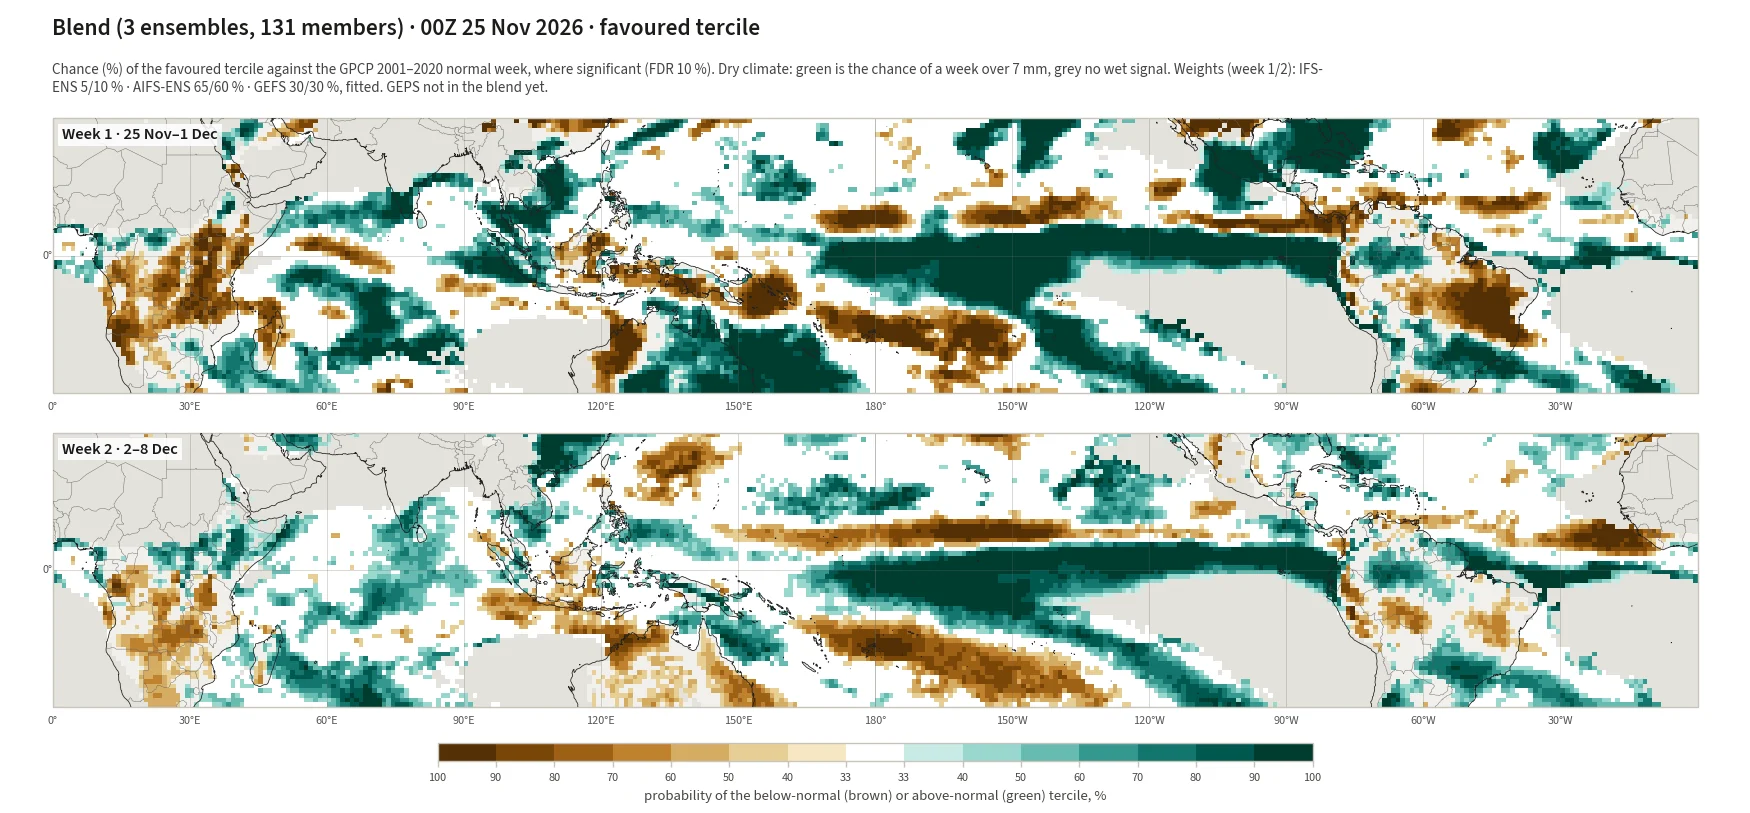 Blend (3 ensembles, 131 members) · 00Z 25 Nov 2026 · favoured tercile
Chance (%) of the favoured tercile against the GPCP 2001–2020 normal week, where significant (FDR 10 %). Dry climate: green is the chance of a week over 7 mm, grey no wet signal. Weights (week 1/2): IFS-
ENS 5/10 % · AIFS-ENS 65/60 % · GEFS 30/30 %, fitted. GEPS not in the blend yet.
Week 1 · 25 Nov–1 Dec
0°
0° 30°E 60°E 90°E 120°E 150°E 180° 150°W 120°W 90°W 60°W 30°W
Week 2 · 2–8 Dec
0°
0° 30°E 60°E 90°E 120°E 150°E 180° 150°W 120°W 90°W 60°W 30°W
100 90 80 70 60 50 40 33 33 40 50 60 70 80 90 100
probability of the below-normal (brown) or above-normal (green) tercile, %